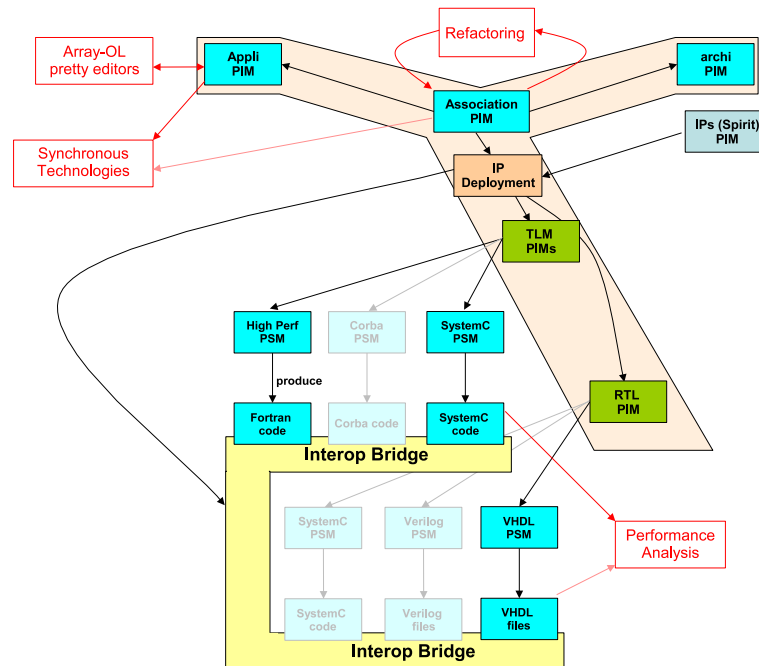 Array-OL
pretty editors
Appli
PIM
Refactoring
archi
PIM
Association
PIM
IPs (Spirit)
PIM
Synchronous
Technologies
IP
Deployment
TLM
PIMs
High Perf
PSM
Corba
PSM
SystemC
PSM
produce
RTL
PIM
Fortran
code
Corba code
SystemC
code
Interop Bridge
SystemC
PSM
Verilog
PSM
VHDL
PSM
Performance
Analysis
SystemC
code
Verilog
files
VHDL
files
Interop Bridge